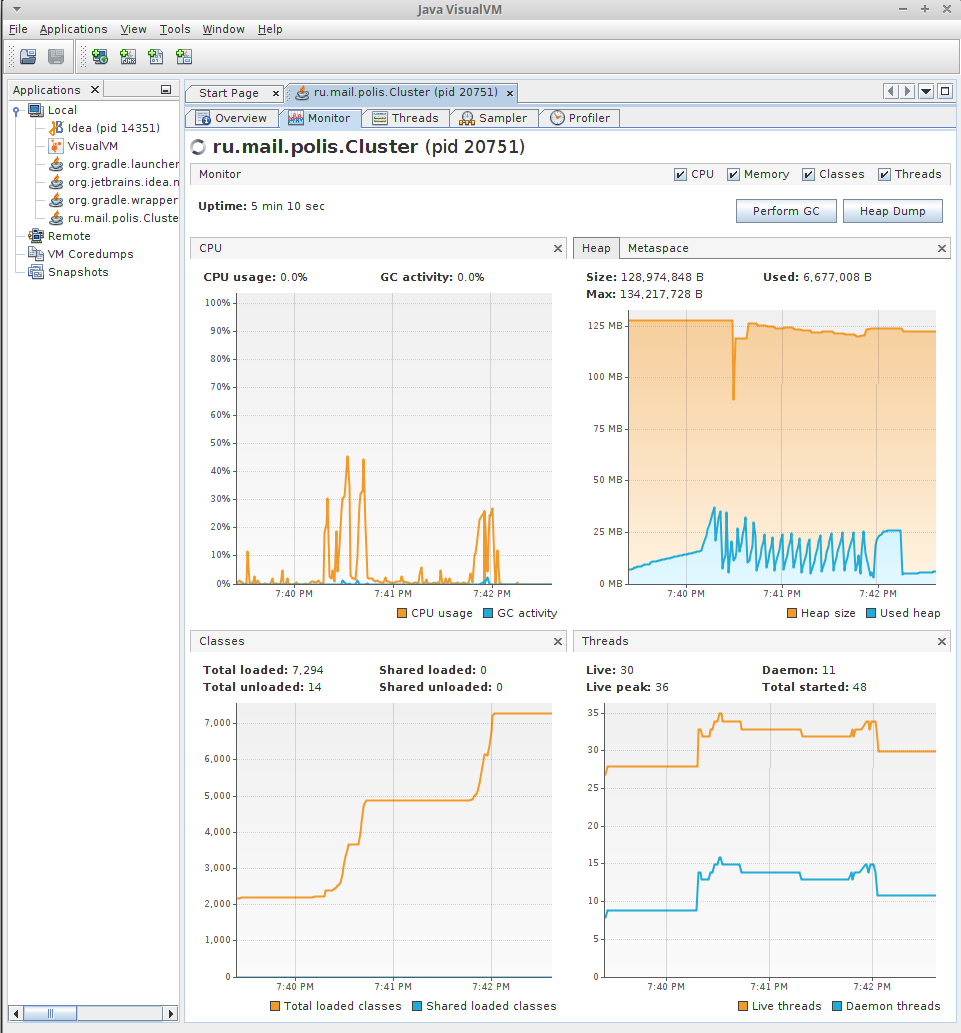 Java VisualVM
File Applications View Tools Window Help
Applications
Local
Idea (pid 14351)
VisualVM
org.gradle.launcher
org.jetbrains.idea.n
org.gradle.wrapper
ru.mail.polis.Cluste
Remote
VM Coredumps
Snapshots
Start Page ru.mail.polis.Cluster (pid 20751)
Overview Monitor Threads Sampler Profiler
ru.mail.polis.Cluster (pid 20751)
Monitor CPU Memory Classes Threads
Uptime: 5 min 10 sec Perform GC Heap Dump
CPU
CPU usage: 0.0% GC activity: 0.0%
100%
90%
80%
70%
60%
50%
40%
30%
20%
10%
0%
7:40 PM 7:41 PM 7:42 PM
CPU usage GC activity
Heap Metaspace
Size: 128,974,848 B Used: 6,677,008 B
Max: 134,217,728 B
125 MB
100 MB
75 MB
50 MB
25 MB
0 MB
7:40 PM 7:41 PM 7:42 PM
Heap size Used heap
Classes
Total loaded: 7,294 Shared loaded: 0
Total unloaded: 14 Shared unloaded: 0
7,000
6,000
5,000
4,000
3,000
2,000
1,000
0
7:40 PM 7:41 PM 7:42 PM
Total loaded classes Shared loaded classes
Threads
Live: 30 Daemon: 11
Live peak: 36 Total started: 48
35
30
25
20
15
10
5
0
7:40 PM 7:41 PM 7:42 PM
Live threads Daemon threads